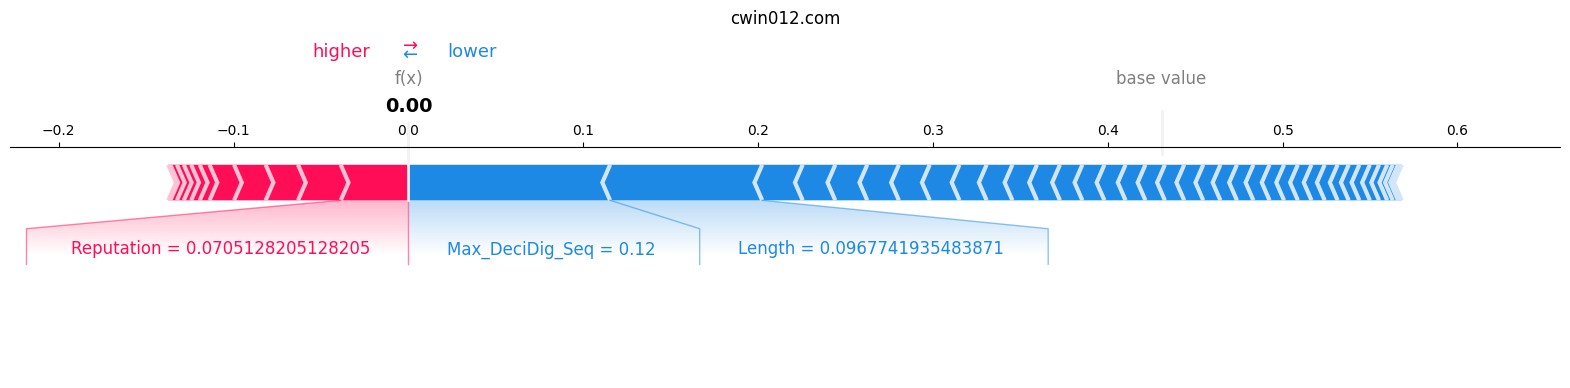 cwin012.com
higher → ← lower
f(x) base value
0.00
−0.2 −0.1 0.0 0.1 0.2 0.3 0.4 0.5 0.6
Reputation = 0.0705128205128205 Max_DeciDig_Seq = 0.12 Length = 0.0967741935483871